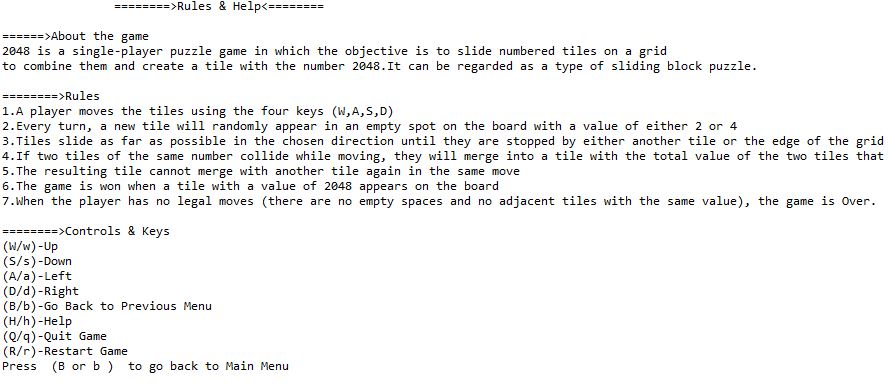 ========>Rules & Help<========
======>About the game
2048 is a single-player puzzle game in which the objective is to slide numbered tiles on a grid
to combine them and create a tile with the number 2048.It can be regarded as a type of sliding block puzzle.
========>Rules
1.A player moves the tiles using the four keys (W,A,S,D)
2.Every turn, a new tile will randomly appear in an empty spot on the board with a value of either 2 or 4
3.Tiles slide as far as possible in the chosen direction until they are stopped by either another tile or the edge of the grid
4.If two tiles of the same number collide while moving, they will merge into a tile with the total value of the two tiles that
5.The resulting tile cannot merge with another tile again in the same move
6.The game is won when a tile with a value of 2048 appears on the board
7.When the player has no legal moves (there are no empty spaces and no adjacent tiles with the same value), the game is Over.
========>Controls & Keys
(W/w)-Up
(S/s)-Down
(A/a)-Left
(D/d)-Right
(B/b)-Go Back to Previous Menu
(H/h)-Help
(Q/q)-Quit Game
(R/r)-Restart Game
Press  (B or b )  to go back to Main Menu